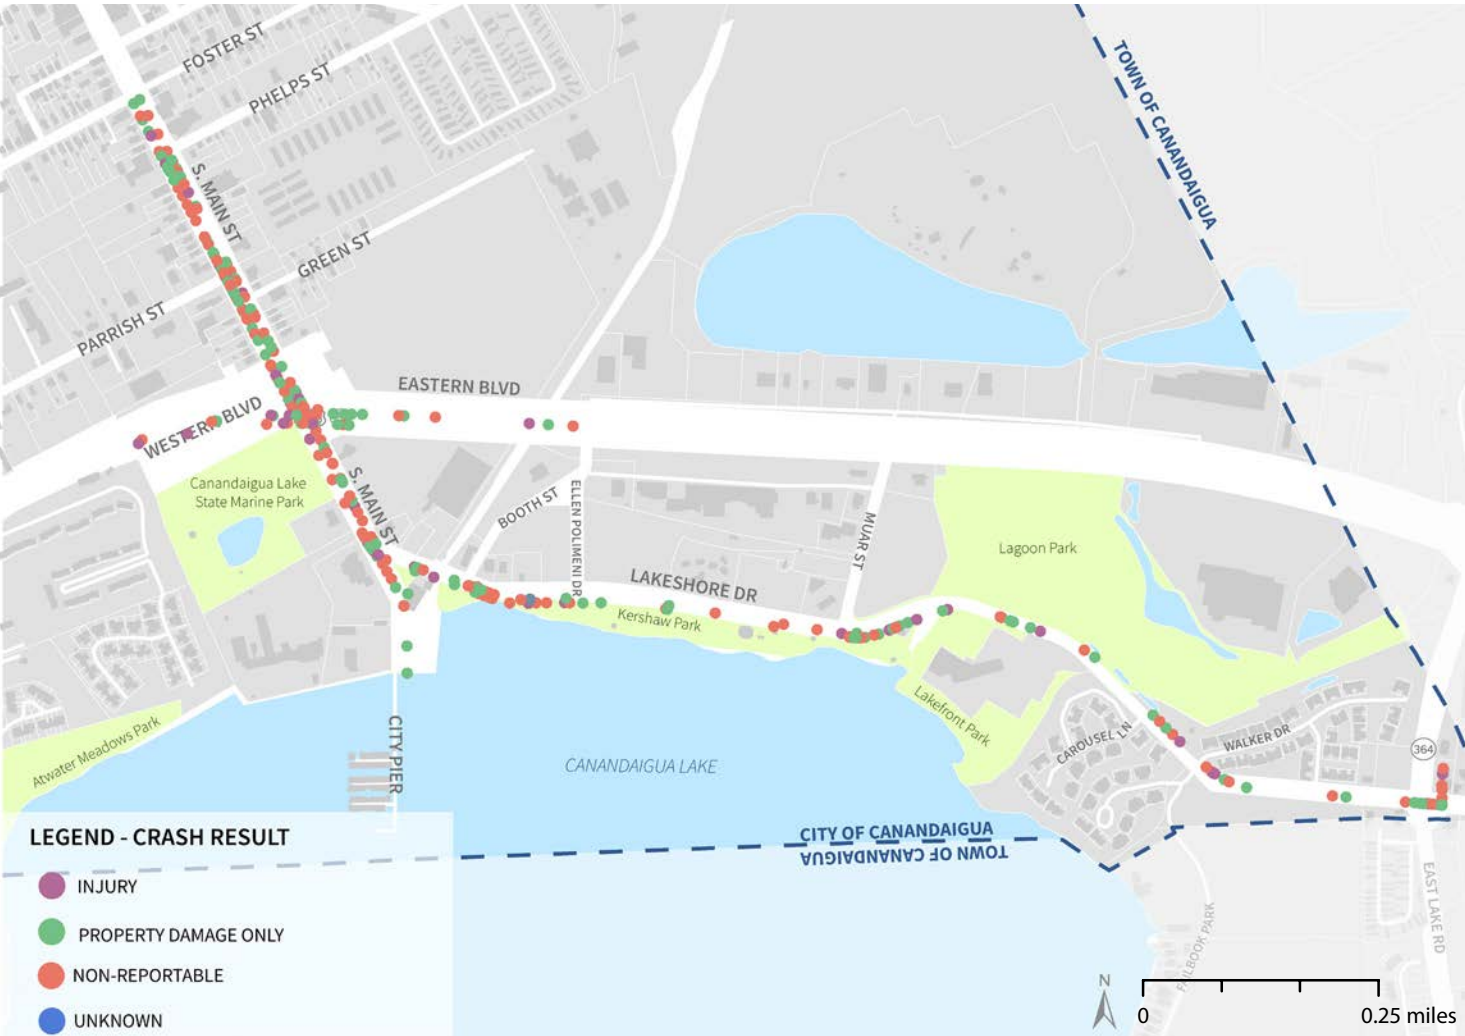 FOSTER ST
PHELPS ST
S. MAIN ST
GREEN ST
PARRISH ST
TOWN OF CANANDAIGUA
EASTERN BLVD
WESTERN BLVD
Canandaigua Lake
State Marine Park
S. MAIN ST
BOOTH ST
ELLEN POLIMENI DR
MUAR ST
Lagoon Park
LAKESHORE DR
Kershaw Park
Lakefront Park
CAROUSEL LN
WALKER DR
364
Atwater Meadows Park
CITY PIER
CANANDAIGUA LAKE
CITY OF CANANDAIGUA
TOWN OF CANANDAIGUA
EAST LAKE RD
LEGEND - CRASH RESULT
INJURY
PROPERTY DAMAGE ONLY
NON-REPORTABLE
UNKNOWN
N
0 0.25 miles